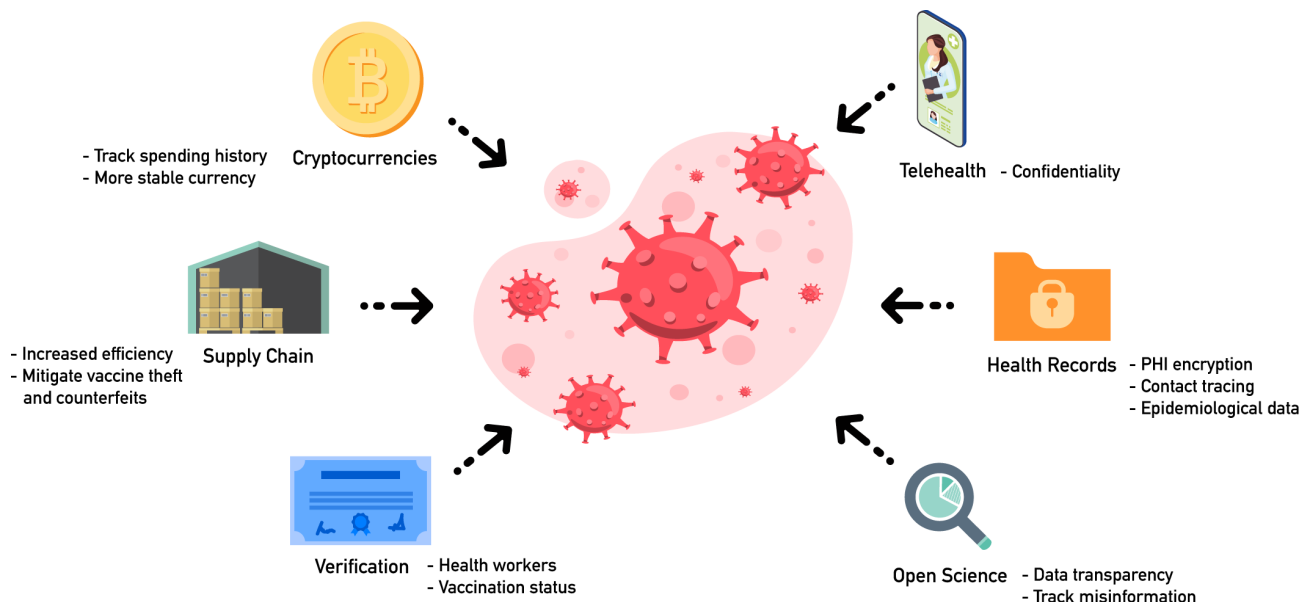 Cryptocurrencies
- Track spending history
- More stable currency
Telehealth
- Confidentiality
Supply Chain
- Increased efficiency
- Mitigate vaccine theft
and counterfeits
Health Records
- PHI encryption
- Contact tracing
- Epidemiological data
Verification
- Health workers
- Vaccination status
Open Science
- Data transparency
- Track misinformation